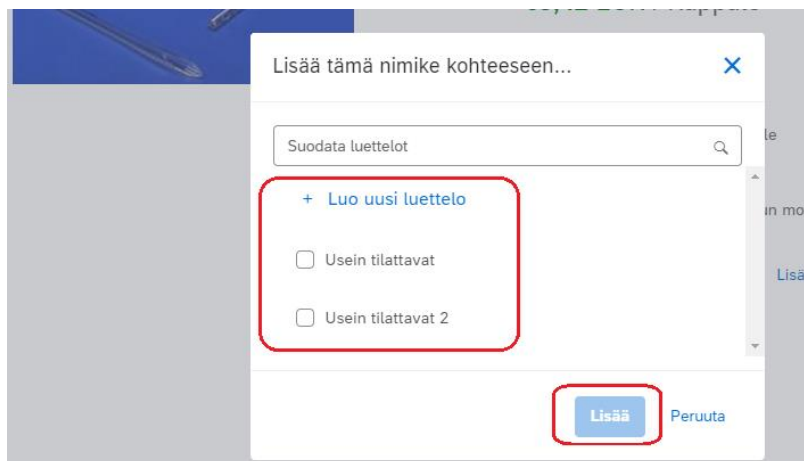 Lisää tämä nimike kohteeseen...
Suodata luettelot
+ Luo uusi luettelo
Usein tilattavat
Usein tilattavat 2
Lisää
Peruuta